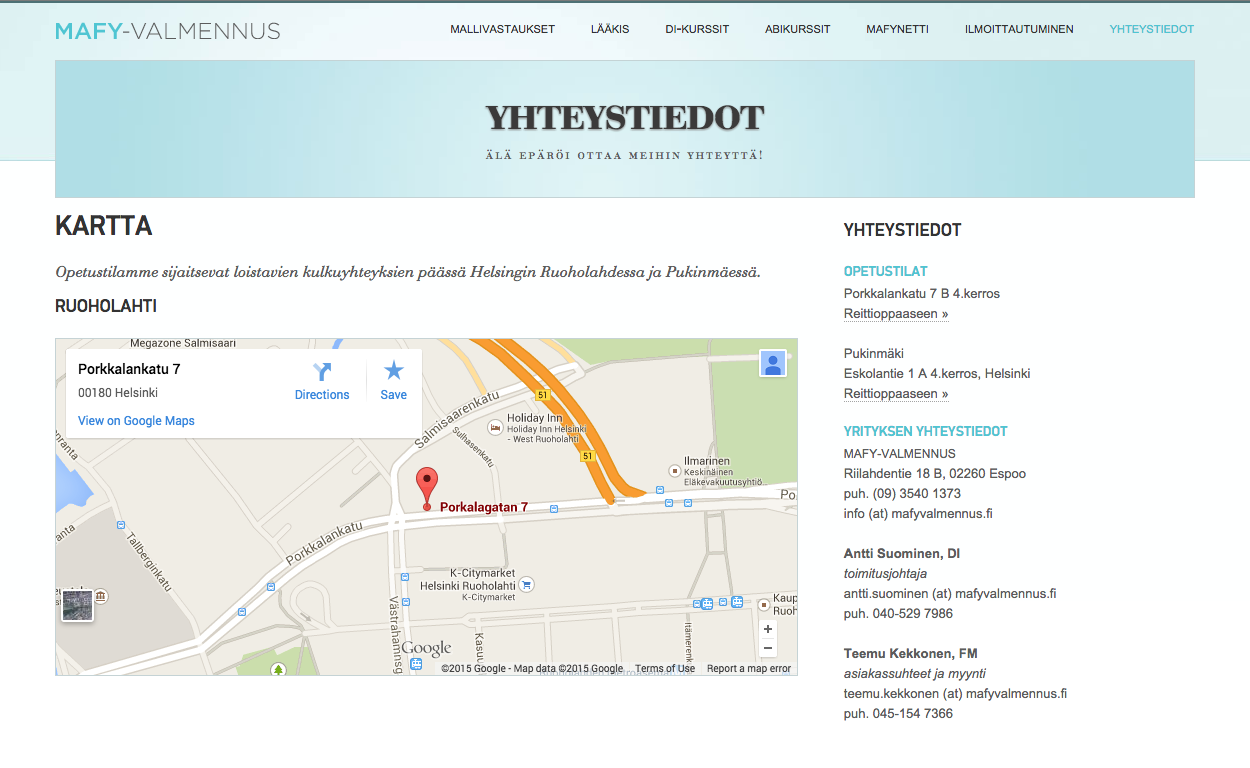 MAFY-VALMENNUS
MALLIVASTAUKSET LÄÄKIS DI-KURSSIT ABIKURSSIT MAFYNETTI ILMOITTAUTUMINEN YHTEYSTIEDOT
YHTEYSTIEDOT
ÄLÄ EPÄRÖI OTTAA MEIHIN YHTEYTTÄ!
KARTTA
Opetustilamme sijaitsevat loistavien kulkuyhteyksien päässä Helsingin Ruoholahdessa ja Pukinmäessä.
RUOHOLAHTI
Megazone Salmisaari
Porkkalankatu 7
00180 Helsinki
View on Google Maps
Directions
Save
Salmisaarenkatu
Sulhasenkatu
51
51
Holiday Inn
Holiday Inn Helsinki
- West Ruoholahti
Ilmarinen
Keskinäinen
Eläkevakuutusyhtiö...
Po
Porkalagatan 7
Porkkalankatu
Tallberginkatu
K-Citymarket
Helsinki Ruoholahti
K-Citymarket
Västrahamnsg
Kasuu
Itämerenk
Kaup
Ruoh
+
−
Google
©2015 Google - Map data ©2015 Google Terms of Use Report a map error
YHTEYSTIEDOT
OPETUSTILAT
Porkkalankatu 7 B 4.kerros
Reittioppaaseen »
Pukinmäki
Eskolantie 1 A 4.kerros, Helsinki
Reittioppaaseen »
YRITYKSEN YHTEYSTIEDOT
MAFY-VALMENNUS
Riilahdentie 18 B, 02260 Espoo
puh. (09) 3540 1373
info (at) mafyvalmennus.fi
Antti Suominen, DI
toimitusjohtaja
antti.suominen (at) mafyvalmennus.fi
puh. 040-529 7986
Teemu Kekkonen, FM
asiakassuhteet ja myynti
teemu.kekkonen (at) mafyvalmennus.fi
puh. 045-154 7366